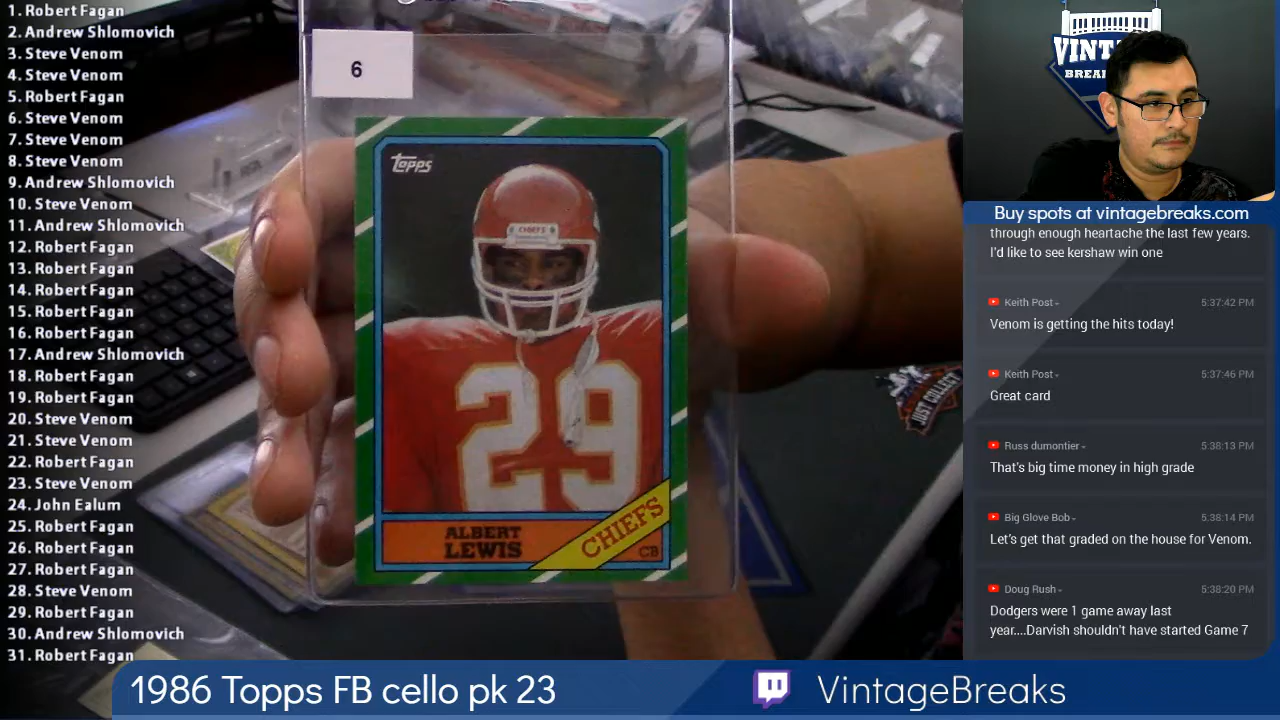 1. Robert Fagan
2. Andrew Shlomovich
3. Steve Venom
4. Steve Venom
5. Robert Fagan
6. Steve Venom
7. Steve Venom
8. Steve Venom
9. Andrew Shlomovich
10. Steve Venom
11. Andrew Shlomovich
12. Robert Fagan
13. Robert Fagan
14. Robert Fagan
15. Robert Fagan
16. Robert Fagan
17. Andrew Shlomovich
18. Robert Fagan
19. Robert Fagan
20. Steve Venom
21. Steve Venom
22. Robert Fagan
23. Steve Venom
24. John Ealum
25. Robert Fagan
26. Robert Fagan
27. Robert Fagan
28. Steve Venom
29. Robert Fagan
30. Andrew Shlomovich
31. Robert Fagan
6
topps
CHIEFS
29
ALBERT
LEWIS
CHIEFS
CB
JUST COLLECT
VINT
BREA
Buy spots at vintagebreaks.com
through enough heartache the last few years.
I'd like to see kershaw win one
Keith Post 5:37:42 PM
Venom is getting the hits today!
Keith Post 5:37:46 PM
Great card
Russ dumontier 5:38:13 PM
That's big time money in high grade
Big Glove Bob 5:38:14 PM
Let's get that graded on the house for Venom.
Doug Rush 5:38:20 PM
Dodgers were 1 game away last
year....Darvish shouldn't have started Game 7
1986 Topps FB cello pk 23
VintageBreaks